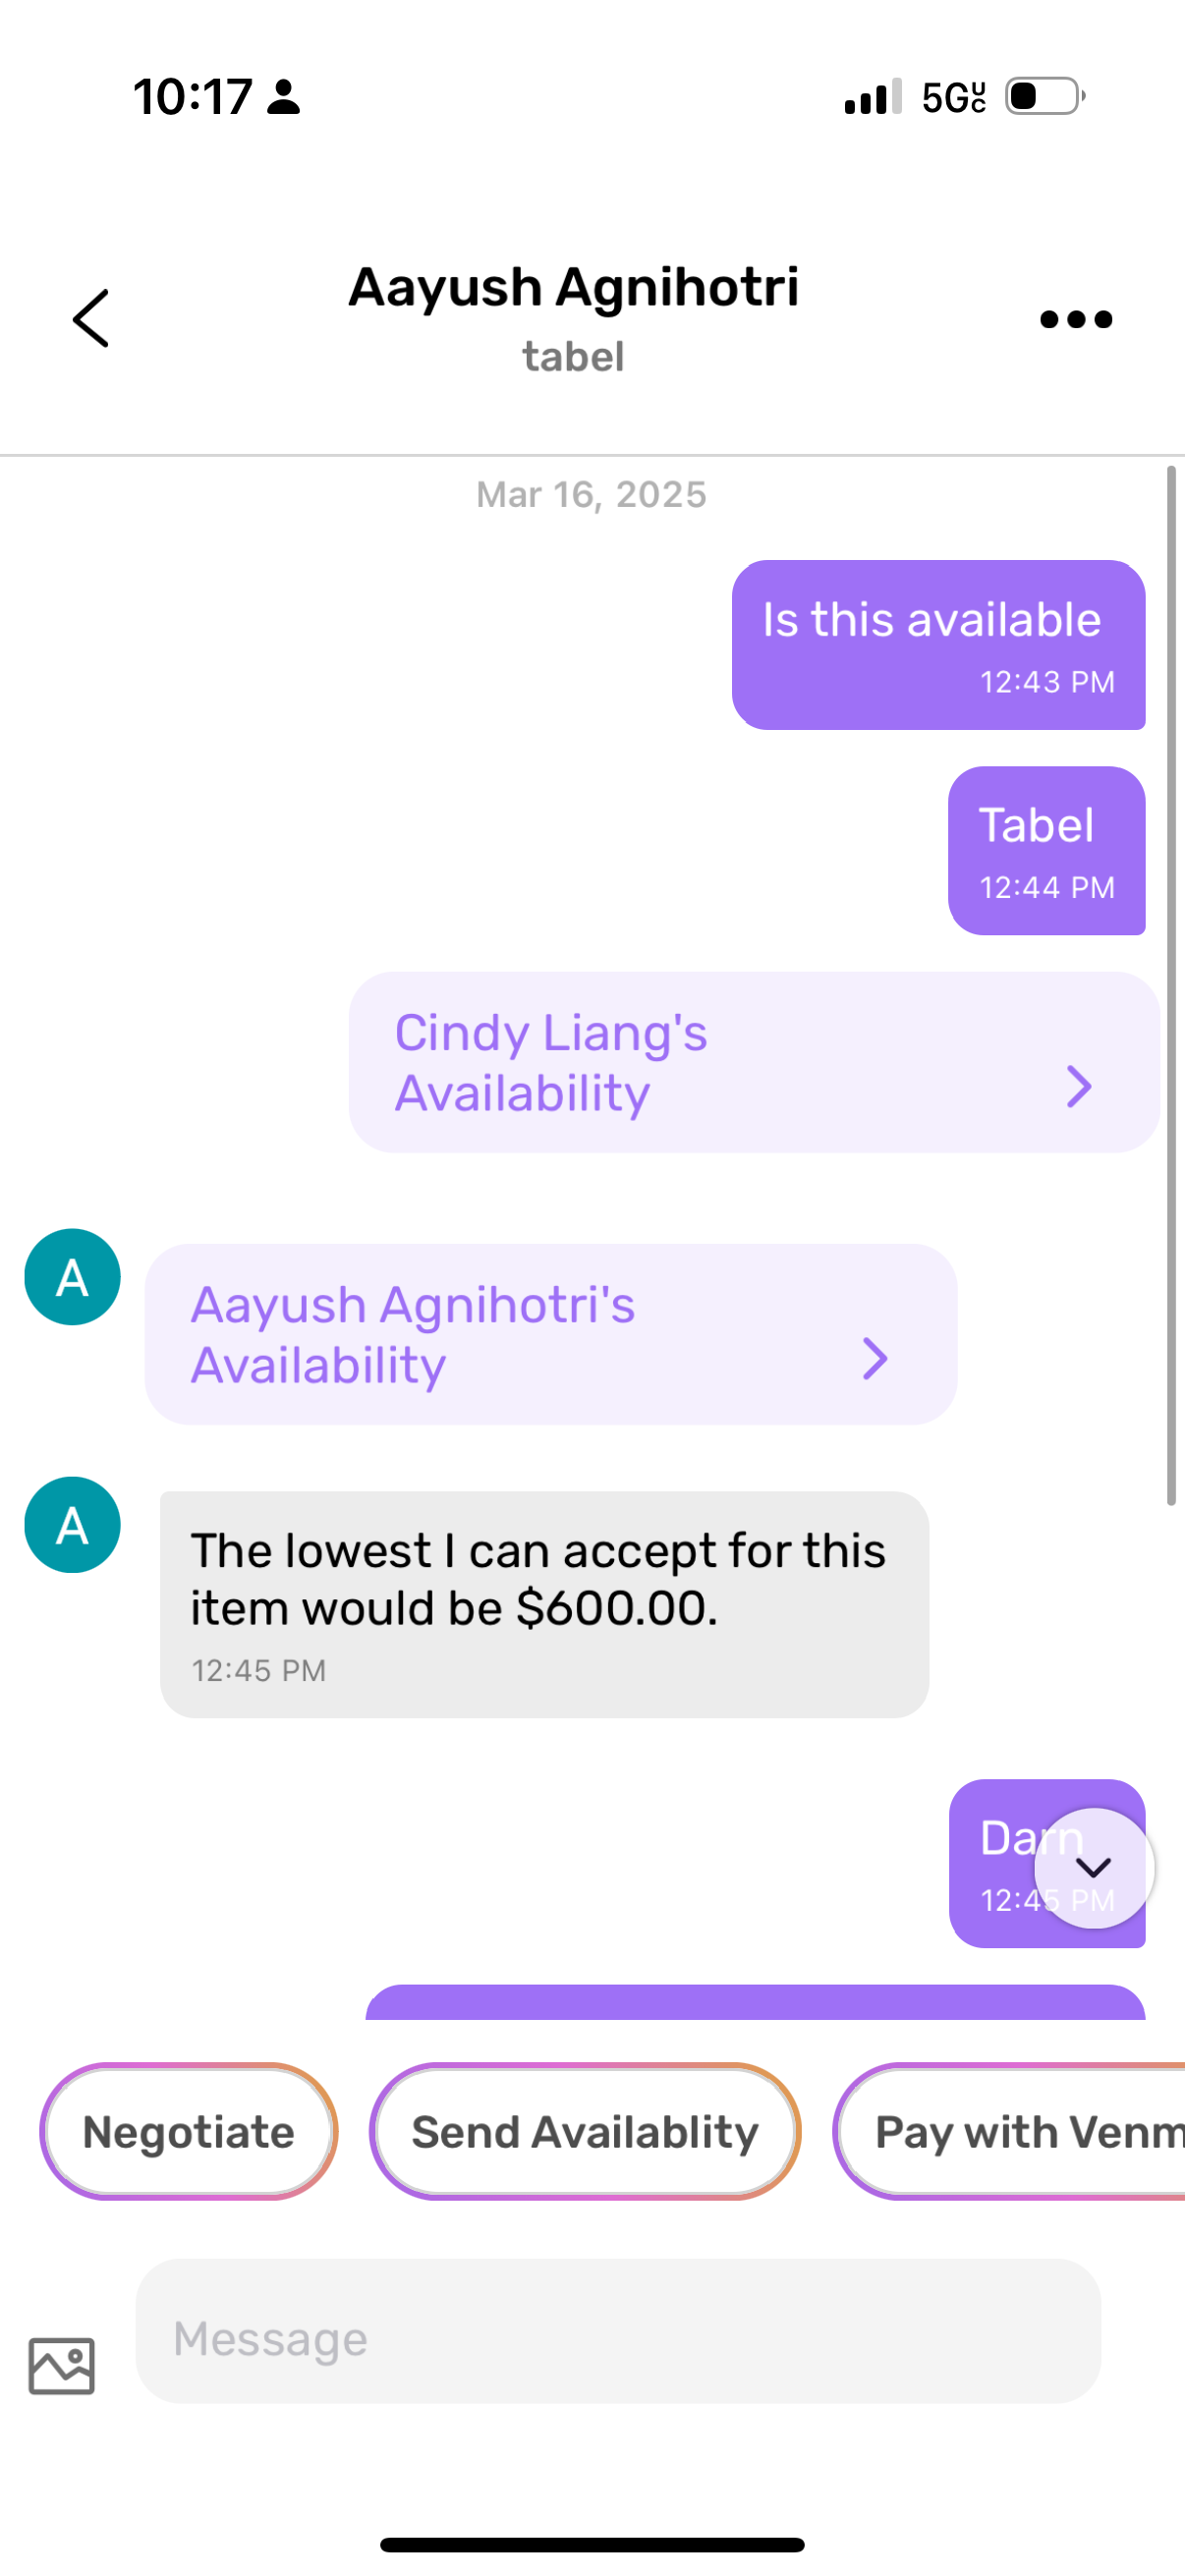 10:17
5G UC
Aayush Agnihotri
tabel
Mar 16, 2025
Is this available
12:43 PM
Tabel
12:44 PM
Cindy Liang's
Availability
A
Aayush Agnihotri's
Availability
A
The lowest I can accept for this
item would be $600.00.
12:45 PM
Darn
12:45 PM
Negotiate
Send Availablity
Pay with Venm
Message